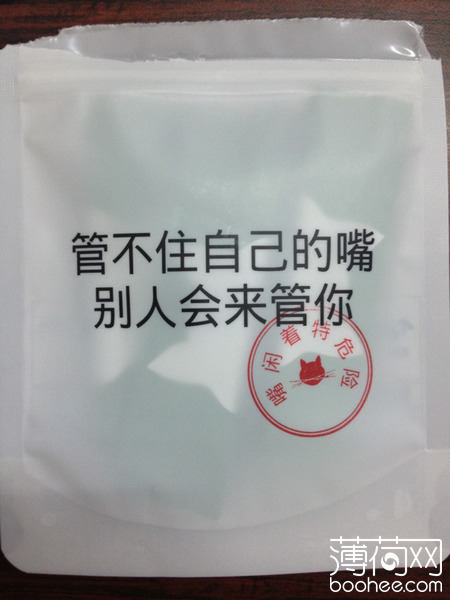 管不住自己的嘴
别人会来管你
嘴闲着特危险
薄荷网
boohee.com